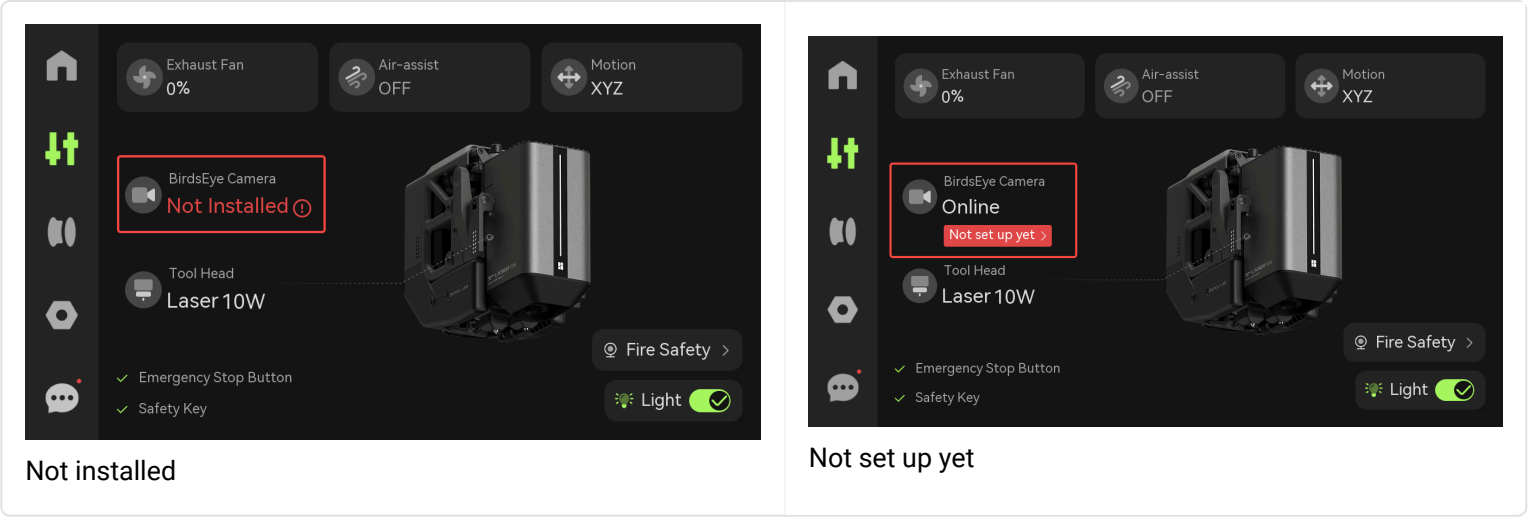 Exhaust Fan
0%
Air-assist
OFF
Motion
XYZ
BirdsEye Camera
Not Installed
Tool Head
Laser 10W
Fire Safety
Emergency Stop Button
Safety Key
Light
Not installed
Exhaust Fan
0%
Air-assist
OFF
Motion
XYZ
BirdsEye Camera
Online
Not set up yet >
Tool Head
Laser 10W
Fire Safety
Emergency Stop Button
Safety Key
Light
Not set up yet